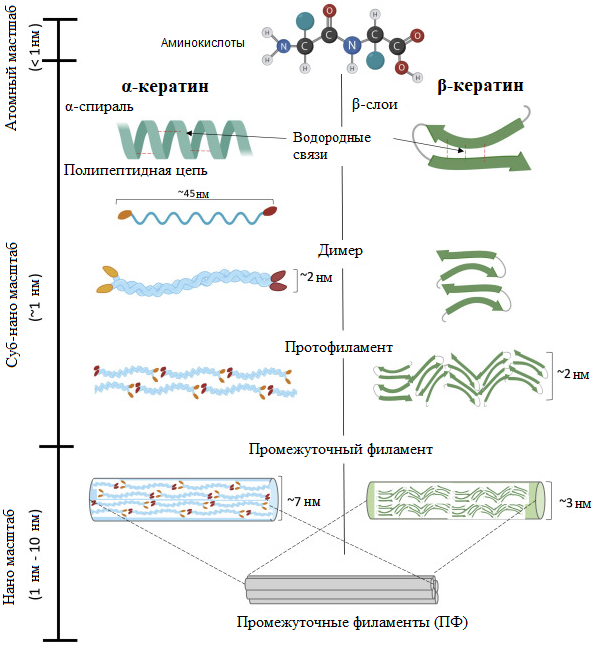 Атомный масштаб
(< 1нм)
Аминокислоты
N
H
H
C
H
O
C
N
H
H
C
C
O
O
H
α-кератин
β-кератин
α-спираль
β-слои
Водородные
связи
Полипептидная цепь
~45нм
Суб-нано масштаб
(~1 нм)
Димер
~2 нм
Протофиламент
~2 нм
Промежуточный филамент
Нано масштаб
(1 нм - 10 нм)
~7 нм
~3 нм
Промежуточные филаменты (ПФ)